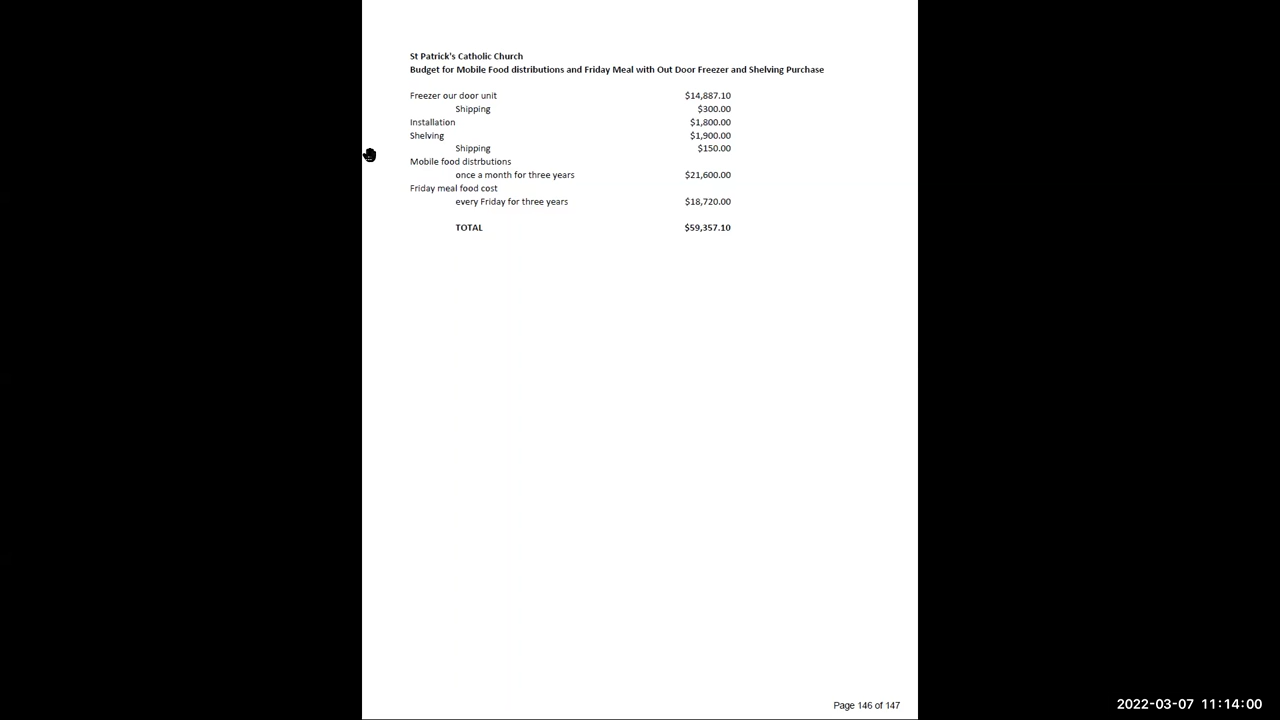 St Patrick's Catholic Church
Budget for Mobile Food distributions and Friday Meal with Out Door Freezer and Shelving Purchase
Freezer our door unit $14,887.10
Shipping $300.00
Installation $1,800.00
Shelving $1,900.00
Shipping $150.00
Mobile food distrbutions
once a month for three years $21,600.00
Friday meal food cost
every Friday for three years $18,720.00
TOTAL $59,357.10
Page 146 of 147
2022-03-07 11:14:00